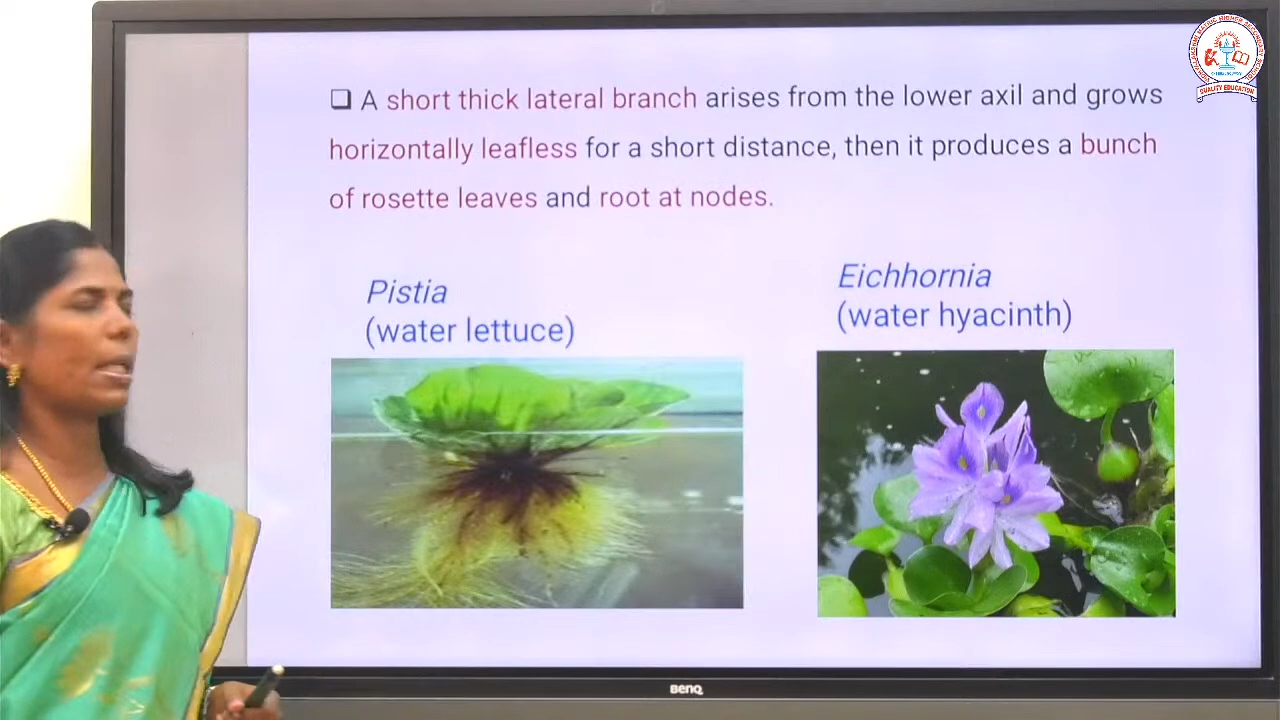 ❑ A short thick lateral branch arises from the lower axil and grows
horizontally leafless for a short distance, then it produces a bunch
of rosette leaves and root at nodes.
Pistia
(water lettuce)
Eichhornia
(water hyacinth)
BenQ
QUALITY EDUCATION